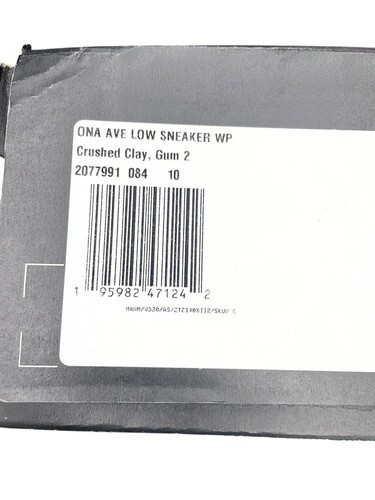 ONA AVE LOW SNEAKER WP
Crushed Clay, Gum 2
2077991 084 10
1 95982 47124 2